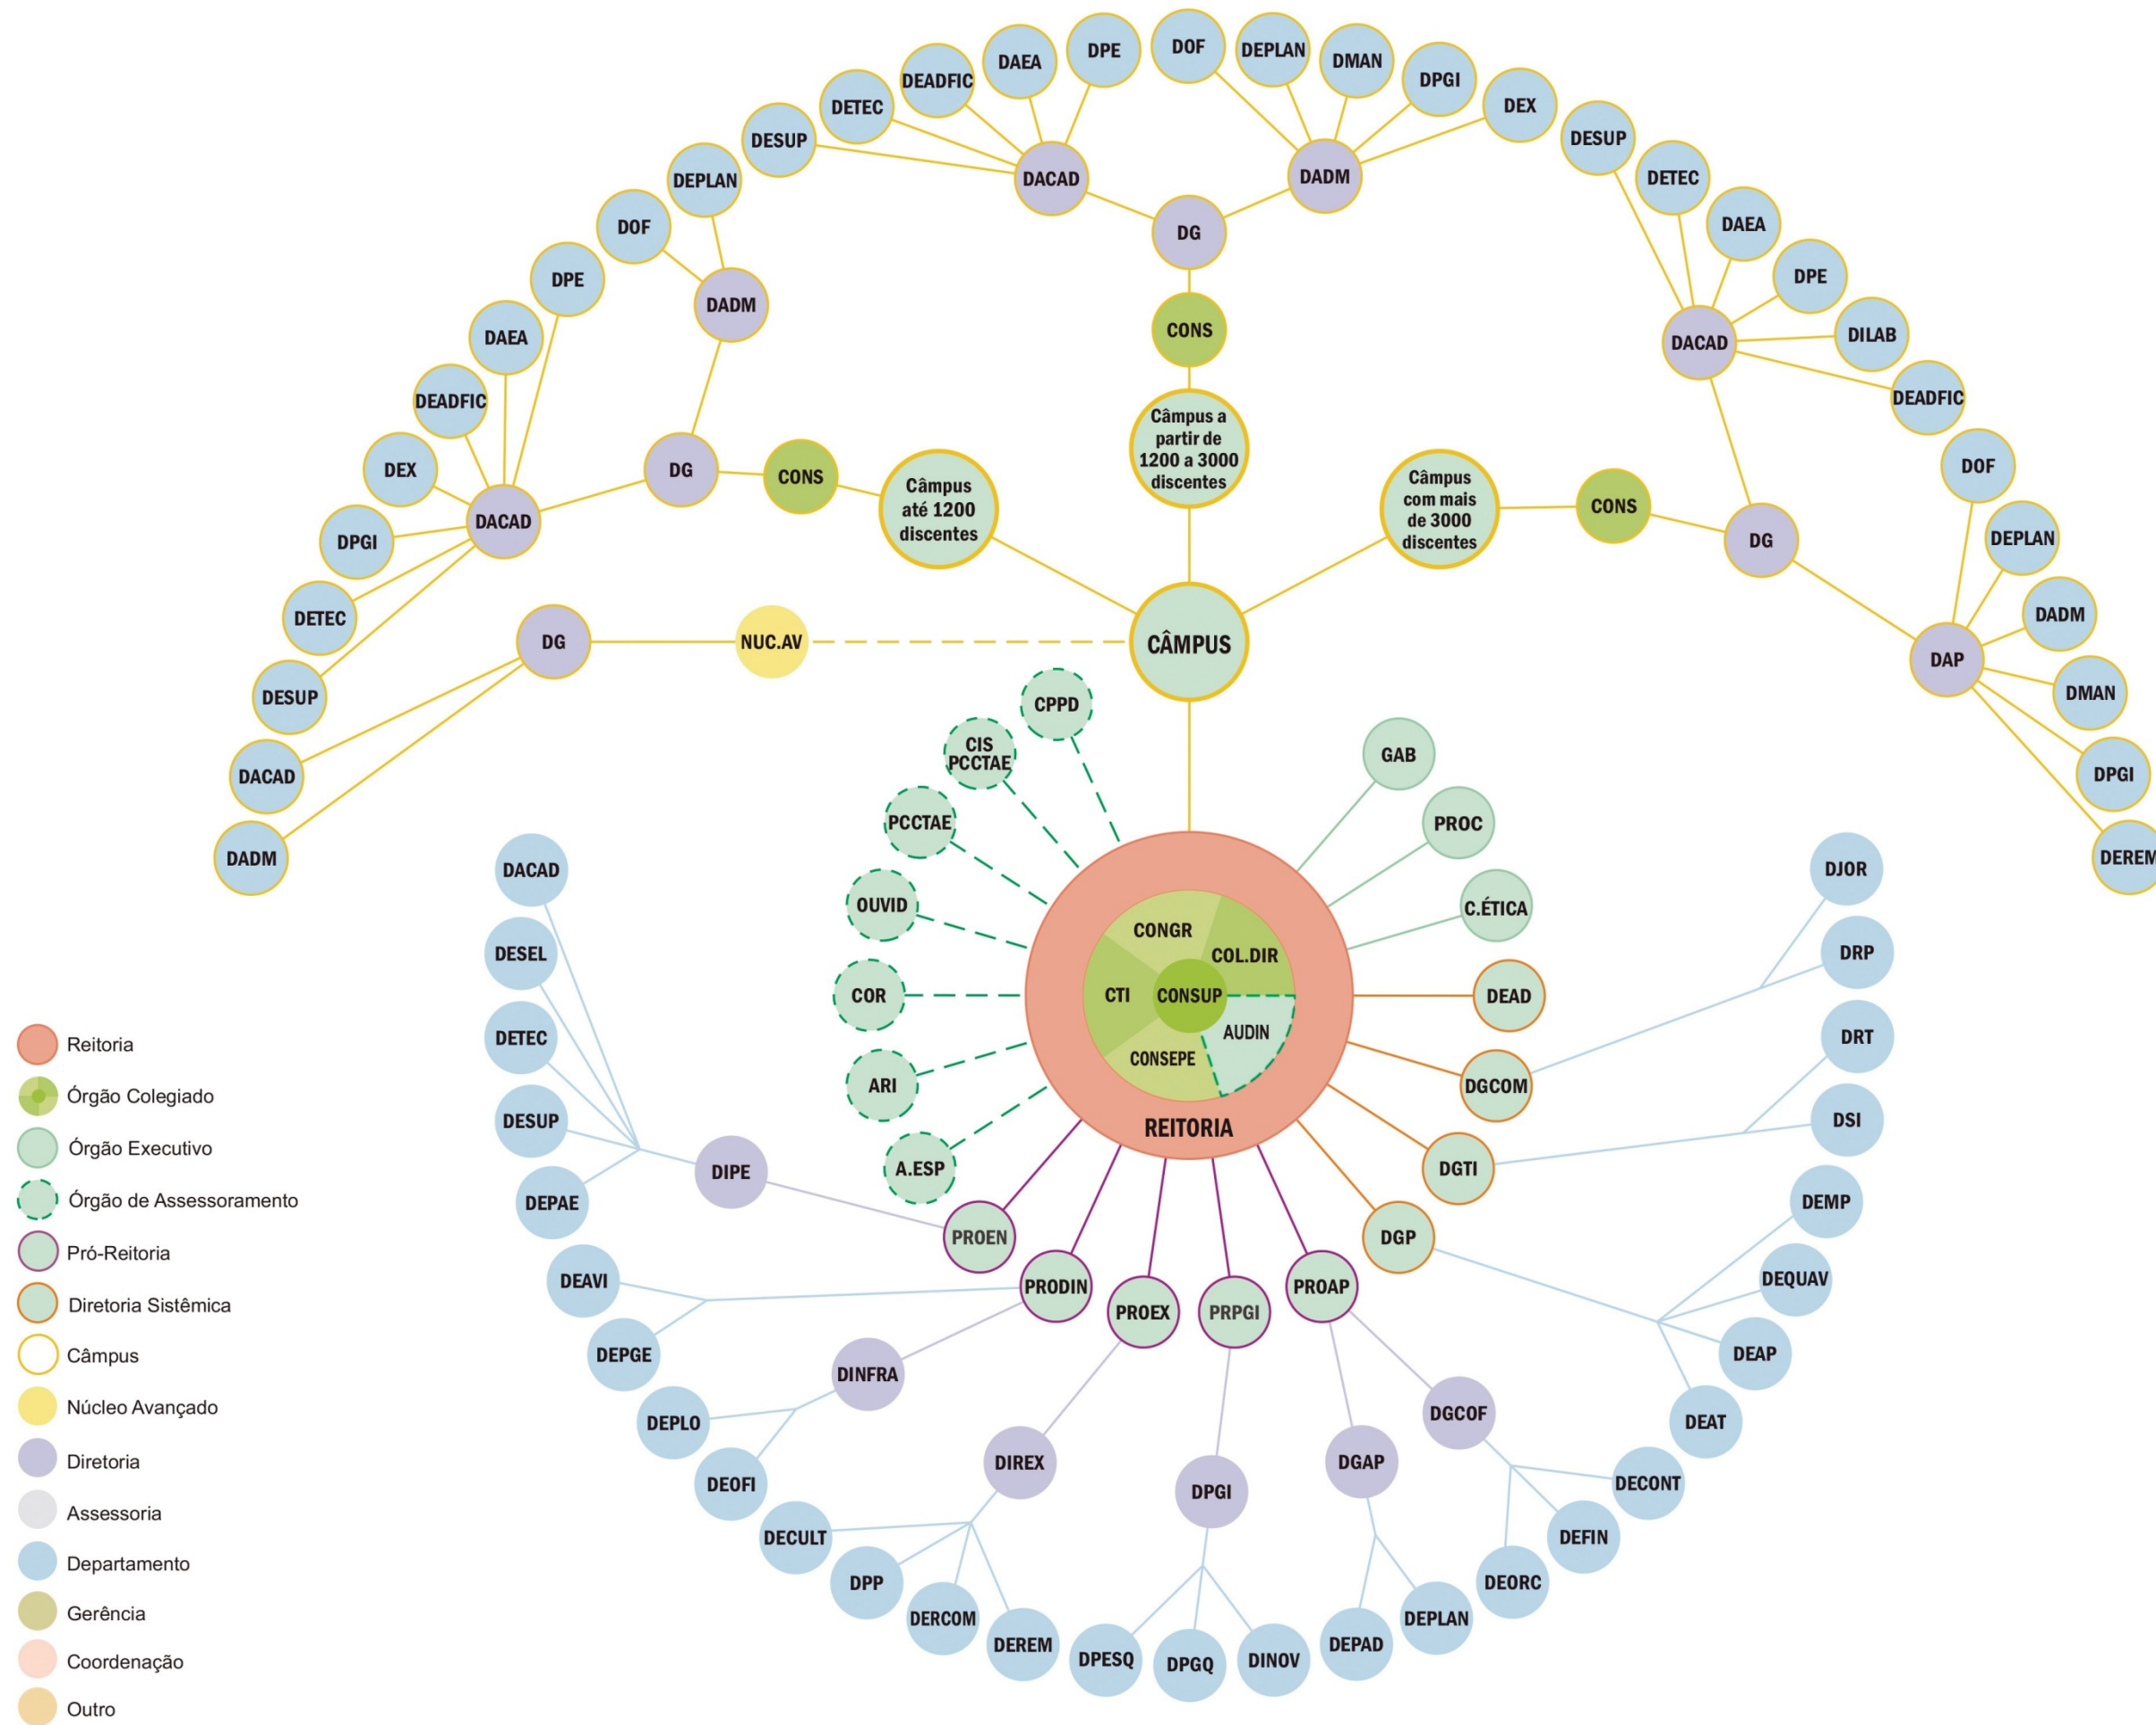 DOF
DEPLAN
DPE
DMAN
DAEA
DPGI
DEADFIC
DETEC
DEX
DESUP
DESUP
DACAD
DADM
DETEC
DEPLAN
DOF
DG
DAEA
DPE
DPE
DADM
CONS
DILAB
DAEA
DACAD
DEADFIC
DEADFIC
Câmpus a
partir de
1200 a 3000
discentes
DEX
DG
CONS
Câmpus
até 1200
discentes
Câmpus
com mais
de 3000
discentes
CONS
DG
DOF
DACAD
DPGI
DEPLAN
DETEC
DADM
DG
NUC.AV
CÂMPUS
DAP
DMAN
DESUP
CPPD
CIS
PCCTAE
GAB
DACAD
DPGI
PCCTAE
PROC
DADM
DEREM
DACAD
DJOR
OUVID
C.ÉTICA
CONGR
COL.DIR
DESEL
DRP
COR
CTI
CONSUP
DEAD
AUDIN
DETEC
DRT
CONSEPE
ARI
DGCOM
DESUP
REITORIA
DSI
A.ESP
DGTI
DIPE
DEPAE
DEMP
PROEN
DGP
DEAVI
PRODIN
PROEX
PRPGI
PROAP
DEQUAV
DEPGE
DEAP
DINFRA
DEPLO
DGCOF
DEAT
DEOFI
DIREX
DPGI
DGAP
DECONT
DECULT
DEFIN
DPP
DEORC
DERCOM
DEPLAN
DEREM
DPESQ
DPGQ
DINOV
DEPAD
Reitoria
Órgão Colegiado
Órgão Executivo
Órgão de Assessoramento
Pró-Reitoria
Diretoria Sistêmica
Câmpus
Núcleo Avançado
Diretoria
Assessoria
Departamento
Gerência
Coordenação
Outro